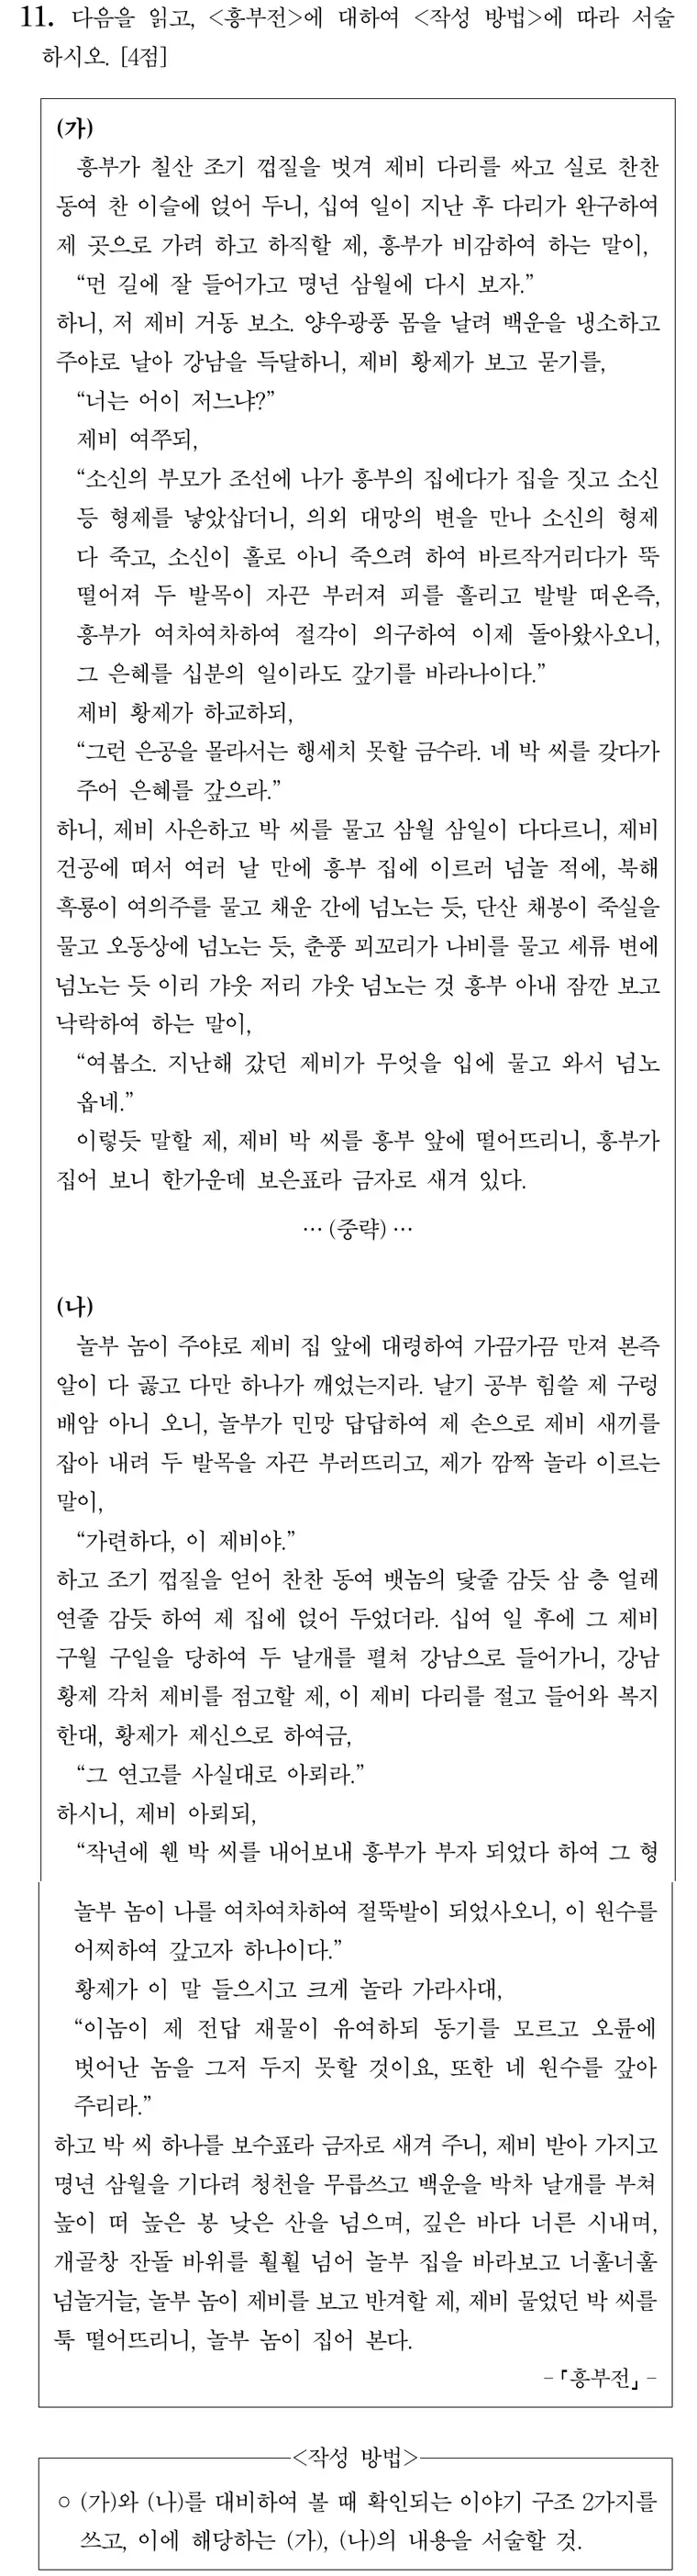 11. 다음을 읽고, <흥부전>에 대하여 <작성 방법>에 따라 서술
하시오. [4점]
(가)
흥부가 칠산 조기 껍질을 벗겨 제비 다리를 싸고 실로 찬찬
동여 찬 이슬에 얹어 두니, 십여 일이 지난 후 다리가 완구하여
제 곳으로 가려 하고 하직할 제, 흥부가 비감하여 하는 말이,
“먼 길에 잘 들어가고 명년 삼월에 다시 보자.”
하니, 저 제비 거동 보소. 양우광풍 몸을 날려 백운을 냉소하고
주야로 날아 강남을 득달하니, 제비 황제가 보고 묻기를,
“너는 어이 저느냐?”
제비 여쭈되,
“소신의 부모가 조선에 나가 흥부의 집에다가 집을 짓고 소신
등 형제를 낳았삽더니, 의외 대망의 변을 만나 소신의 형제
다 죽고, 소신이 홀로 아니 죽으려 하여 바르작거리다가 뚝
떨어져 두 발목이 자끈 부러져 피를 흘리고 발발 떠온즉,
흥부가 여차여차하여 절각이 의구하여 이제 돌아왔사오니,
그 은혜를 십분의 일이라도 갚기를 바라나이다.”
제비 황제가 하교하되,
“그런 은공을 몰라서는 행세치 못할 금수라. 네 박 씨를 갖다가
주어 은혜를 갚으라.”
하니, 제비 사은하고 박 씨를 물고 삼월 삼일이 다다르니, 제비
건공에 떠서 여러 날 만에 흥부 집에 이르러 넘놀 적에, 북해
흑룡이 여의주를 물고 채운 간에 넘노는 듯, 단산 채봉이 죽실을
물고 오동상에 넘노는 듯, 춘풍 꾀꼬리가 나비를 물고 세류 변에
넘노는 듯 이리 갸웃 저리 갸웃 넘노는 것 흥부 아내 잠깐 보고
낙락하여 하는 말이,
“여봅소. 지난해 갔던 제비가 무엇을 입에 물고 와서 넘노
옵네.”
이렇듯 말할 제, 제비 박 씨를 흥부 앞에 떨어뜨리니, 흥부가
집어 보니 한가운데 보은표라 금자로 새겨 있다.
… (중략) …
(나)
놀부 놈이 주야로 제비 집 앞에 대령하여 가끔가끔 만져 본즉
알이 다 곯고 다만 하나가 깨었는지라. 날기 공부 힘쓸 제 구렁
배암 아니 오니, 놀부가 민망 답답하여 제 손으로 제비 새끼를
잡아 내려 두 발목을 자끈 부러뜨리고, 제가 깜짝 놀라 이르는
말이,
“가련하다, 이 제비야.”
하고 조기 껍질을 얻어 찬찬 동여 뱃놈의 닻줄 감듯 삼 층 얼레
연줄 감듯 하여 제 집에 얹어 두었더라. 십여 일 후에 그 제비
구월 구일을 당하여 두 날개를 펼쳐 강남으로 들어가니, 강남
황제 각처 제비를 점고할 제, 이 제비 다리를 절고 들어와 복지
한대, 황제가 제신으로 하여금,
“그 연고를 사실대로 아뢰라.”
하시니, 제비 아뢰되,
“작년에 웬 박 씨를 내어보내 흥부가 부자 되었다 하여 그 형
놀부 놈이 나를 여차여차하여 절뚝발이 되었사오니, 이 원수를
어찌하여 갚고자 하나이다.”
황제가 이 말 들으시고 크게 놀라 가라사대,
“이놈이 제 전답 재물이 유여하되 동기를 모르고 오륜에
벗어난 놈을 그저 두지 못할 것이요, 또한 네 원수를 갚아
주리라.”
하고 박 씨 하나를 보수표라 금자로 새겨 주니, 제비 받아 가지고
명년 삼월을 기다려 청천을 무릅쓰고 백운을 박차 날개를 부쳐
높이 떠 높은 봉 낮은 산을 넘으며, 깊은 바다 너른 시내며,
개골창 잔돌 바위를 훨훨 넘어 놀부 집을 바라보고 너훌너훌
넘놀거늘, 놀부 놈이 제비를 보고 반겨할 제, 제비 물었던 박 씨를
툭 떨어뜨리니, 놀부 놈이 집어 본다.
- 「흥부전」 -
<작성 방법>
○ (가)와 (나)를 대비하여 볼 때 확인되는 이야기 구조 2가지를
쓰고, 이에 해당하는 (가), (나)의 내용을 서술할 것.